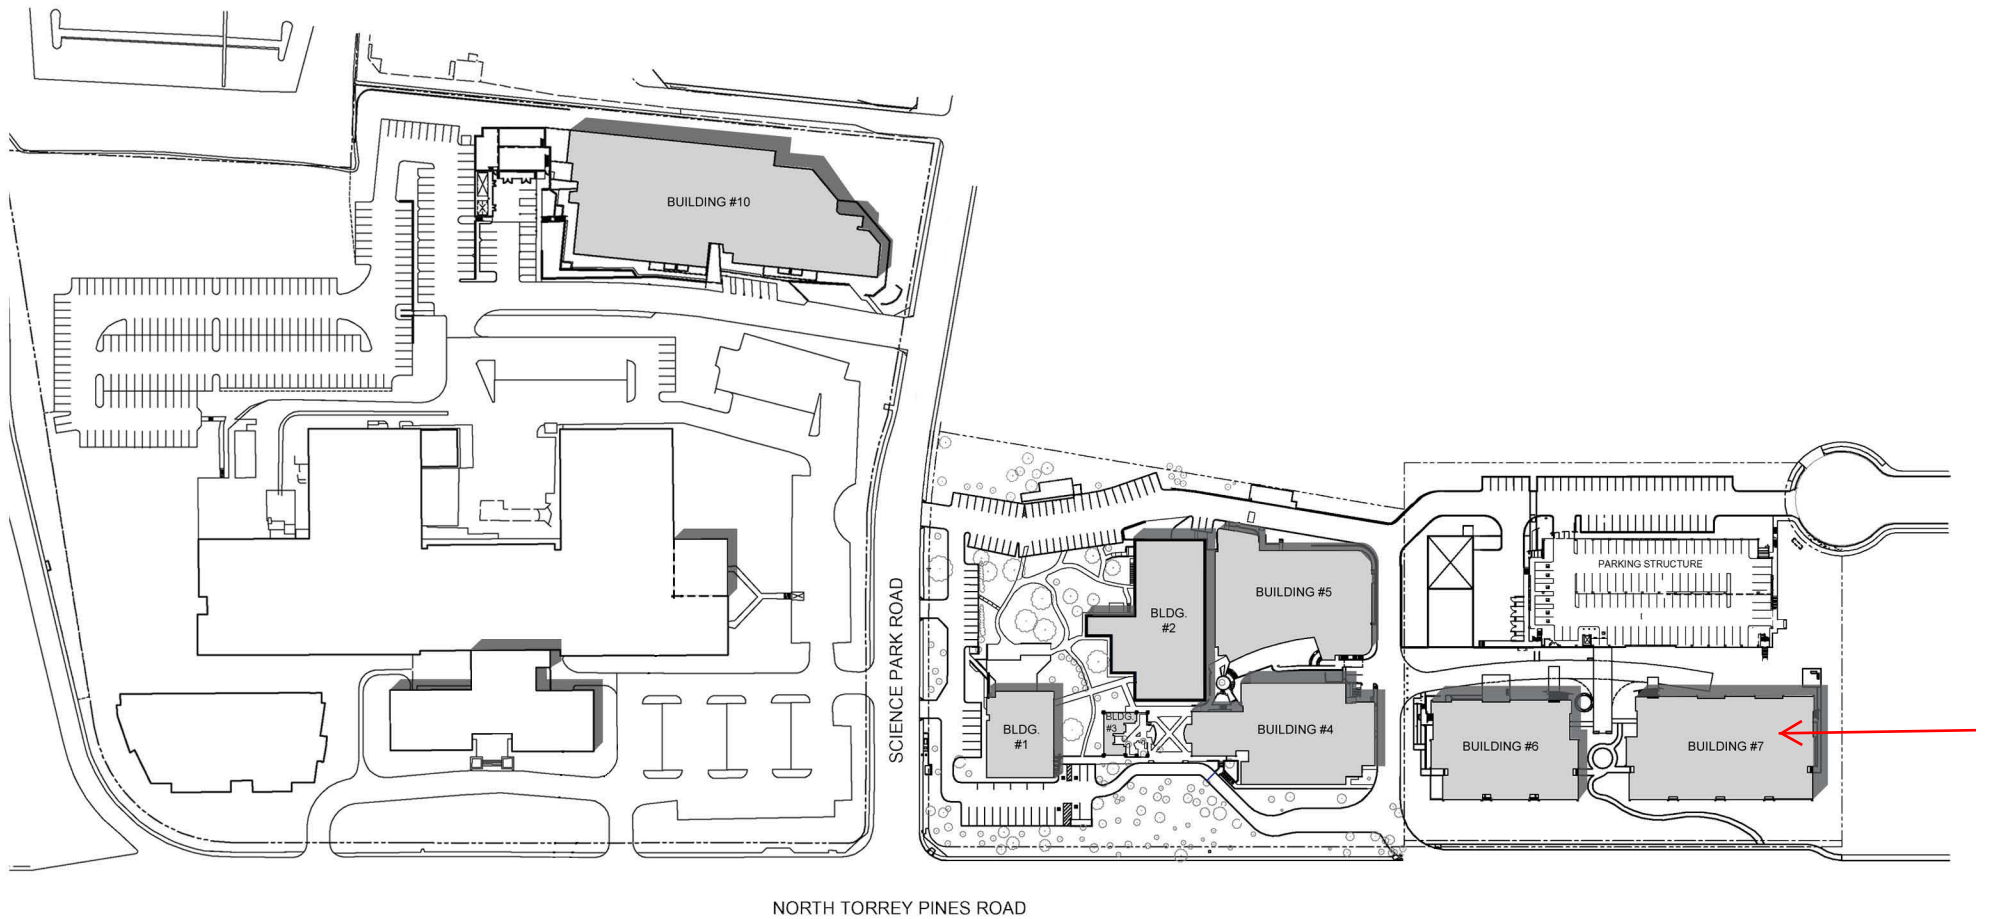 BUILDING #10
PARKING STRUCTURE
SCIENCE PARK ROAD
BUILDING #5
BLDG.
#2
BLDG.
#3
BLDG.
#1
BUILDING #4
BUILDING #6
BUILDING #7
NORTH TORREY PINES ROAD